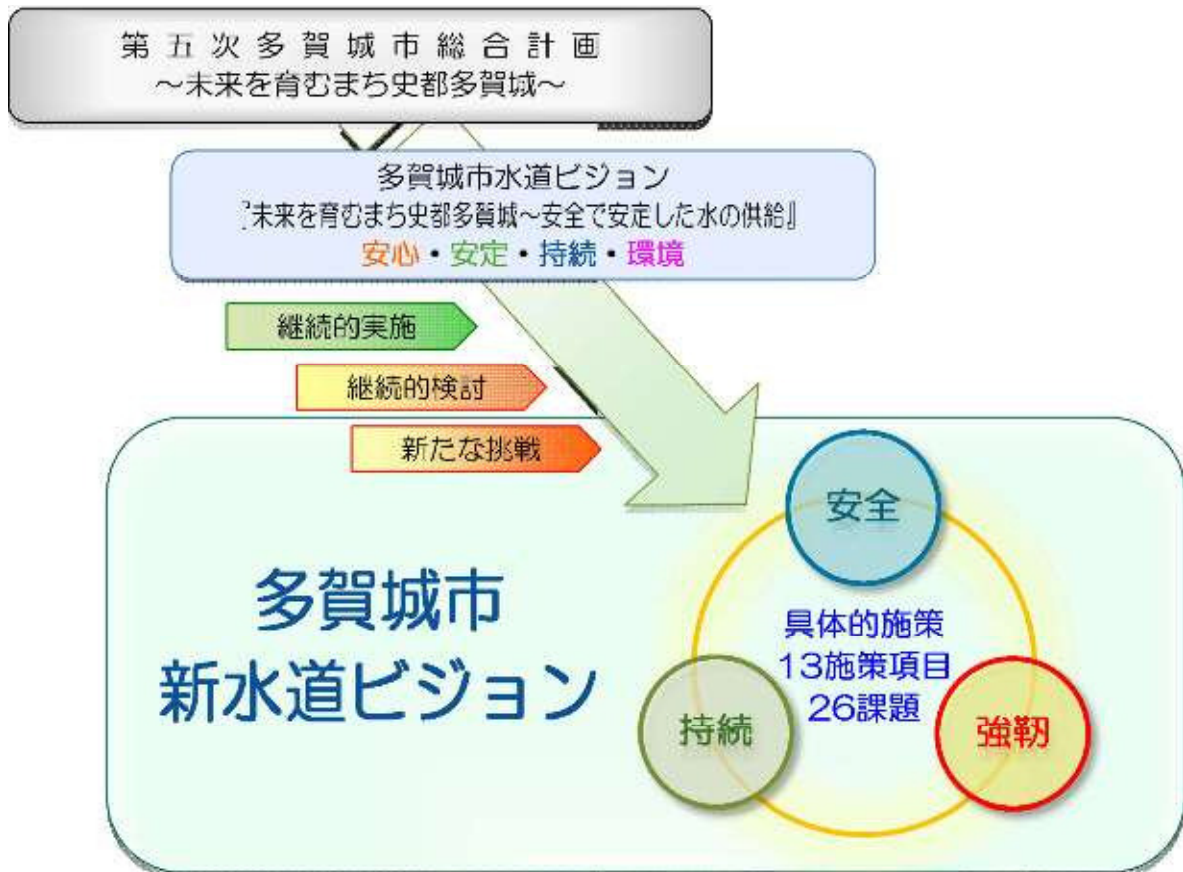 第五次多賀城市総合計画
～未来を育むまち史都多賀城～
多賀城市水道ビジョン
『未来を育むまち史都多賀城～安全で安定した水の供給』
安心・安定・持続・環境
継続的実施
継続的検討
新たな挑戦
多賀城市
新水道ビジョン
安全
具体的施策
13施策項目
26課題
持続
強靭